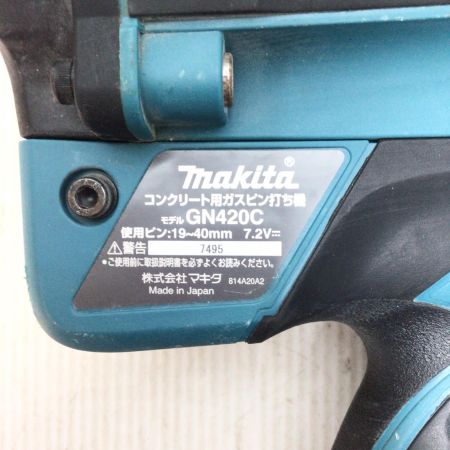 makita®
コンクリート用ガスピン打ち機
モデル GN420C
使用ピン:19~40mm 7.2V⎓
⚠警告 7495
*ご使用前に取扱説明書を必ずよくお読みください。
株式会社マキタ 814A20A2
Made in Japan